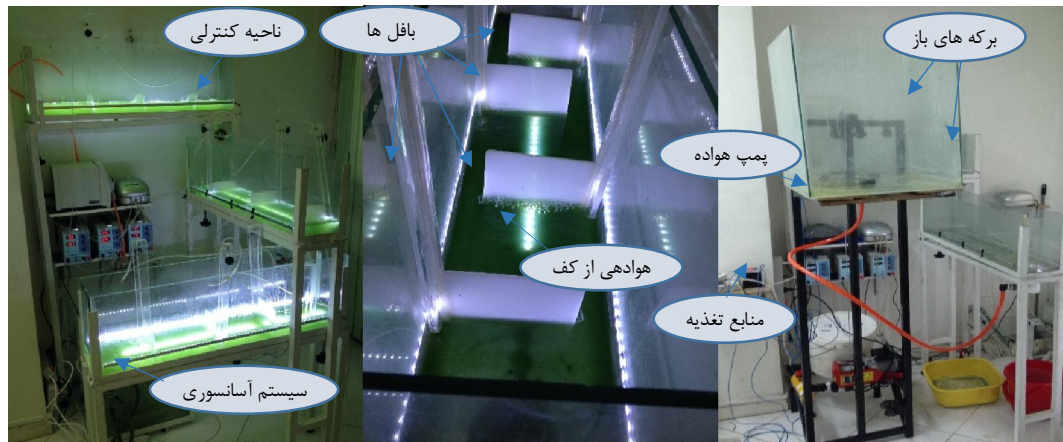 ناحیه کنترلی
بافل ها
برکه های باز
پمپ هواده
هوادهی از کف
منابع تغذیه
سیستم آسانسوری